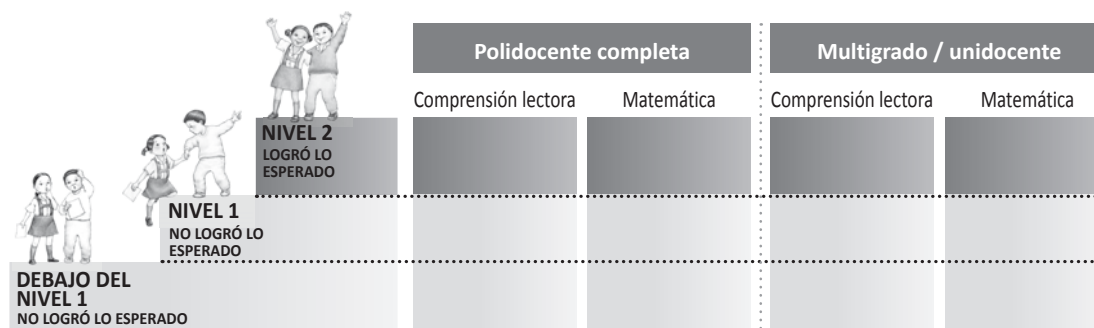 Polidocente completa
Multigrado / unidocente
Comprensión lectora
Matemática
Comprensión lectora
Matemática
NIVEL 2
LOGRÓ LO
ESPERADO
NIVEL 1
NO LOGRÓ LO
ESPERADO
DEBAJO DEL
NIVEL 1
NO LOGRÓ LO ESPERADO